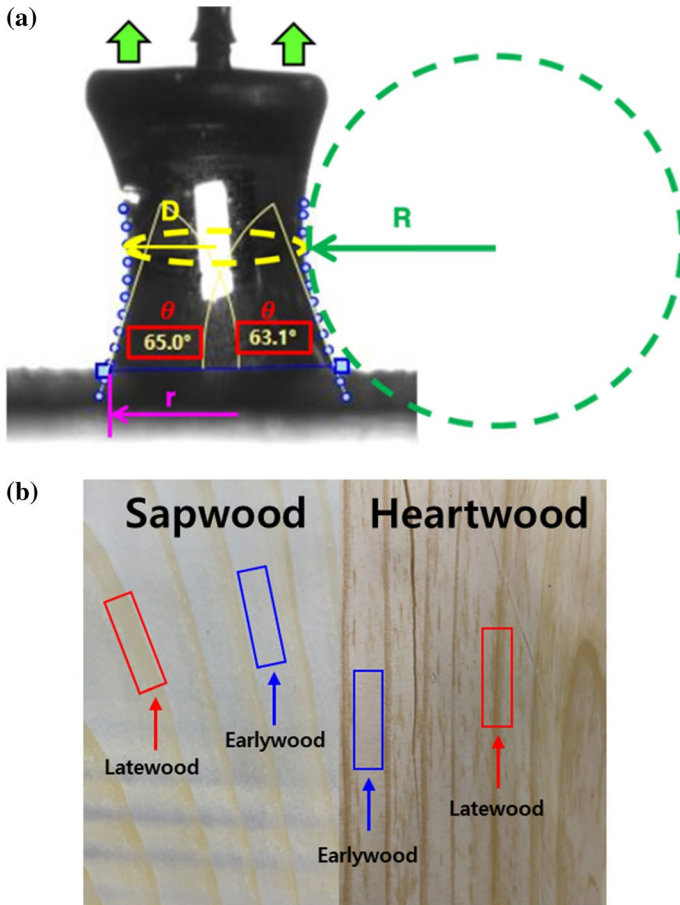 (a)
D
R
θ
θ
65.0°
63.1°
r
(b)
Sapwood
Heartwood
Latewood
Earlywood
Earlywood
Latewood